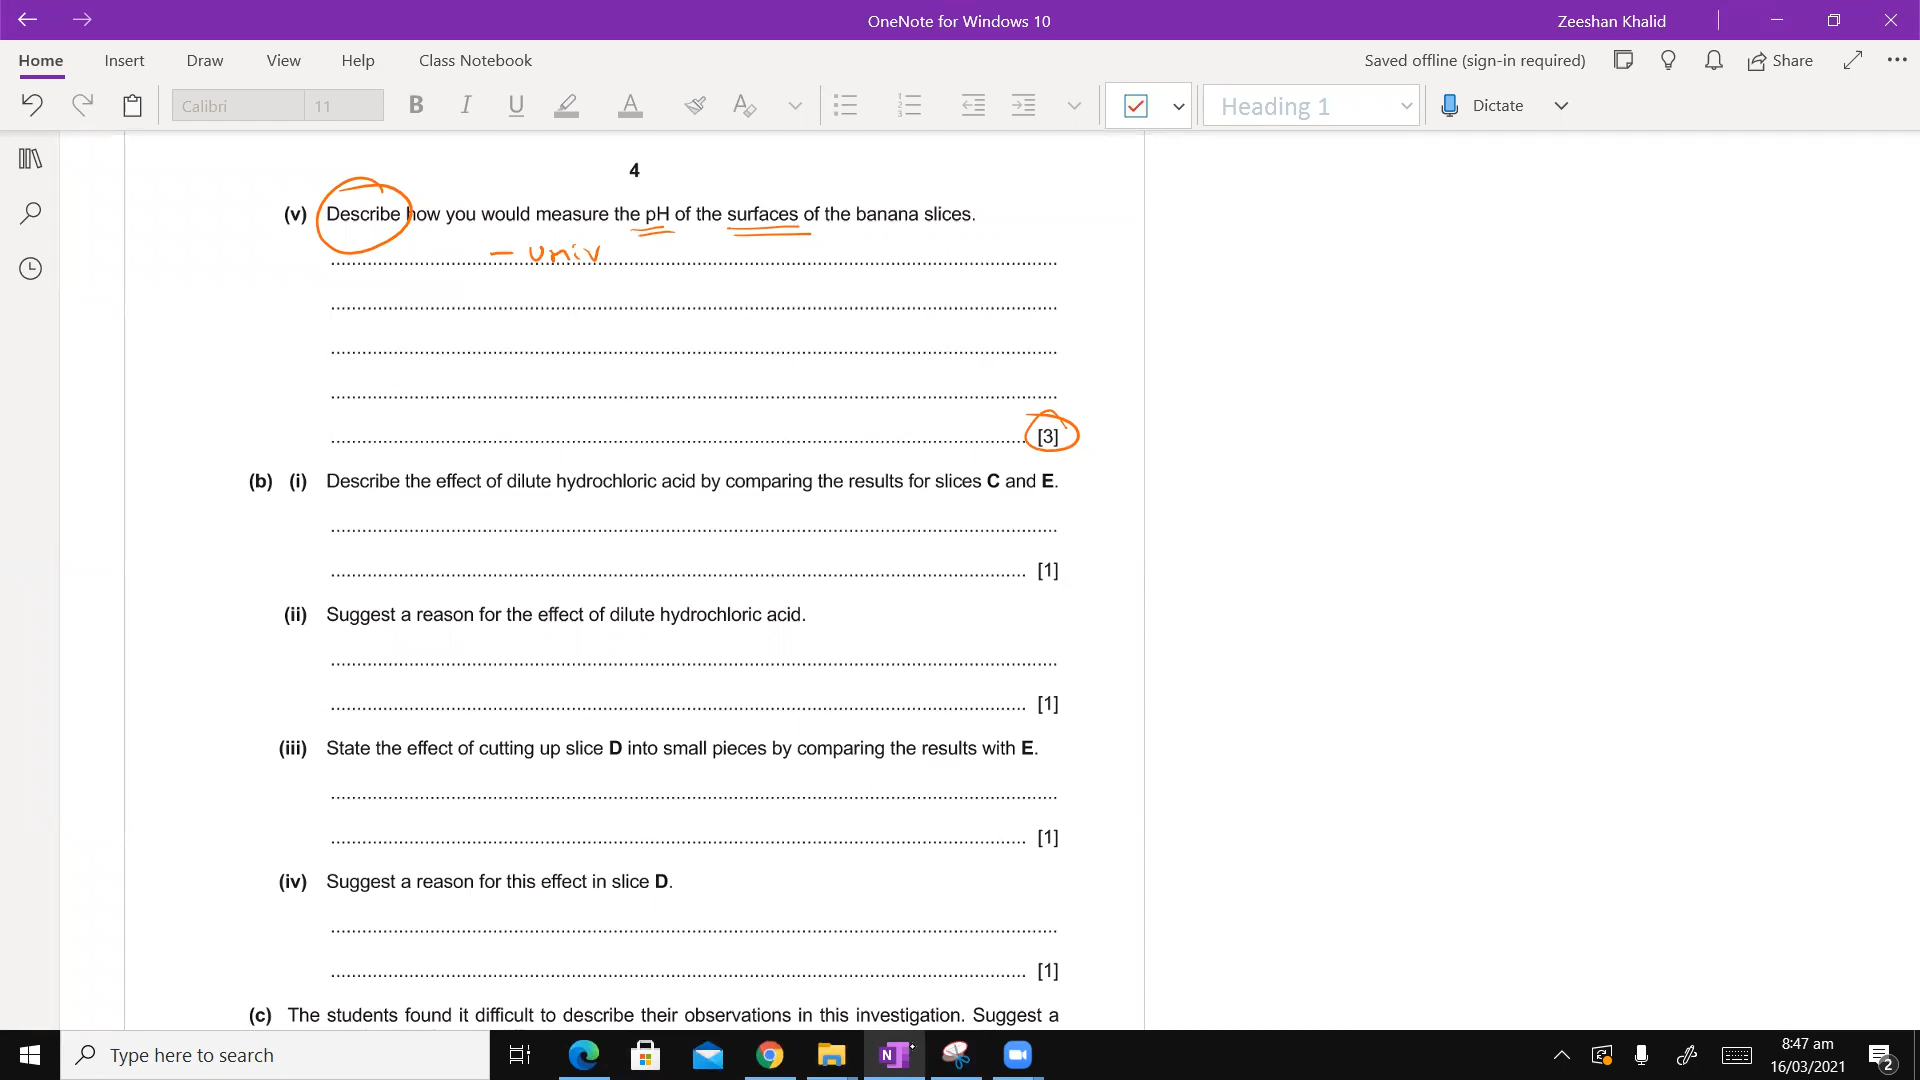 OneNote for Windows 10
Zeeshan Khalid
Home Insert Draw View Help Class Notebook
Saved offline (sign-in required)
Share
Calibri 11
B I U A A
Heading 1
Dictate
4
(v) Describe how you would measure the pH of the surfaces of the banana slices.
– univ
[3]
(b) (i) Describe the effect of dilute hydrochloric acid by comparing the results for slices C and E.
[1]
(ii) Suggest a reason for the effect of dilute hydrochloric acid.
[1]
(iii) State the effect of cutting up slice D into small pieces by comparing the results with E.
[1]
(iv) Suggest a reason for this effect in slice D.
[1]
(c) The students found it difficult to describe their observations in this investigation. Suggest a
Type here to search
8:47 am
16/03/2021
2